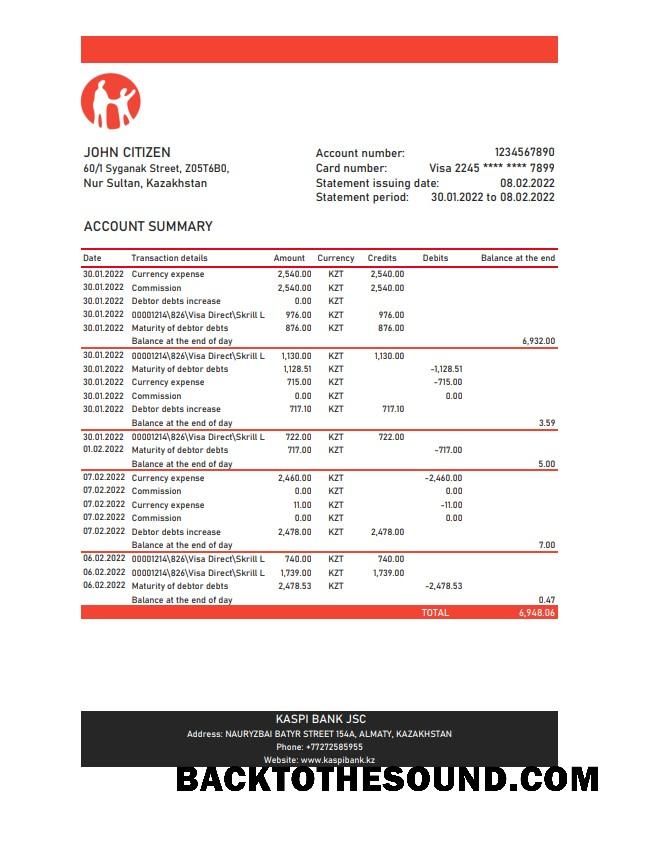 JOHN CITIZEN
60/1 Syganak Street, Z05T6B0,
Nur Sultan, Kazakhstan
Account number: 1234567890
Card number: Visa 2245 **** **** 7899
Statement issuing date: 08.02.2022
Statement period: 30.01.2022 to 08.02.2022
ACCOUNT SUMMARY
Date Transaction details Amount Currency Credits Debits Balance at the end
30.01.2022 Currency expense 2,540.00 KZT 2,540.00
30.01.2022 Commission 2,540.00 KZT 2,540.00
30.01.2022 Debtor debts increase 0.00 KZT
30.01.2022 00001214\826\Visa Direct\Skrill L 976.00 KZT 976.00
30.01.2022 Maturity of debtor debts 876.00 KZT 876.00
Balance at the end of day 6,932.00
30.01.2022 00001214\826\Visa Direct\Skrill L 1,130.00 KZT 1,130.00
30.01.2022 Maturity of debtor debts 1,128.51 KZT -1,128.51
30.01.2022 Currency expense 715.00 KZT -715.00
30.01.2022 Commission 0.00 KZT 0.00
30.01.2022 Debtor debts increase 717.10 KZT 717.10
Balance at the end of day 3.59
30.01.2022 00001214\826\Visa Direct\Skrill L 722.00 KZT 722.00
01.02.2022 Maturity of debtor debts 717.00 KZT -717.00
Balance at the end of day 5.00
07.02.2022 Currency expense 2,460.00 KZT -2,460.00
07.02.2022 Commission 0.00 KZT 0.00
07.02.2022 Currency expense 11.00 KZT -11.00
07.02.2022 Commission 0.00 KZT 0.00
07.02.2022 Debtor debts increase 2,478.00 KZT 2,478.00
Balance at the end of day 7.00
06.02.2022 00001214\826\Visa Direct\Skrill L 740.00 KZT 740.00
06.02.2022 00001214\826\Visa Direct\Skrill L 1,739.00 KZT 1,739.00
06.02.2022 Maturity of debtor debts 2,478.53 KZT -2,478.53
Balance at the end of day 0.47
TOTAL 6,948.06
KASPI BANK JSC
Address: NAURYZBAI BATYR STREET 154A, ALMATY, KAZAKHSTAN
Phone: +77272585955
Website: www.kaspibank.kz
BACKTOTHESOUND.COM